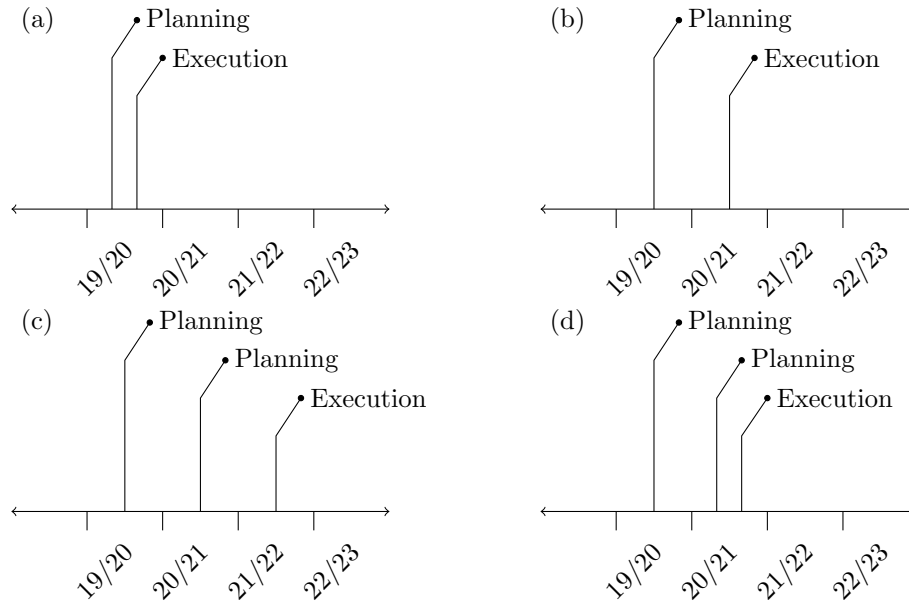 (a)
Planning
Execution
19/20
20/21
21/22
22/23
(b)
Planning
Execution
19/20
20/21
21/22
22/23
(c)
Planning
Planning
Execution
19/20
20/21
21/22
22/23
(d)
Planning
Planning
Execution
19/20
20/21
21/22
22/23